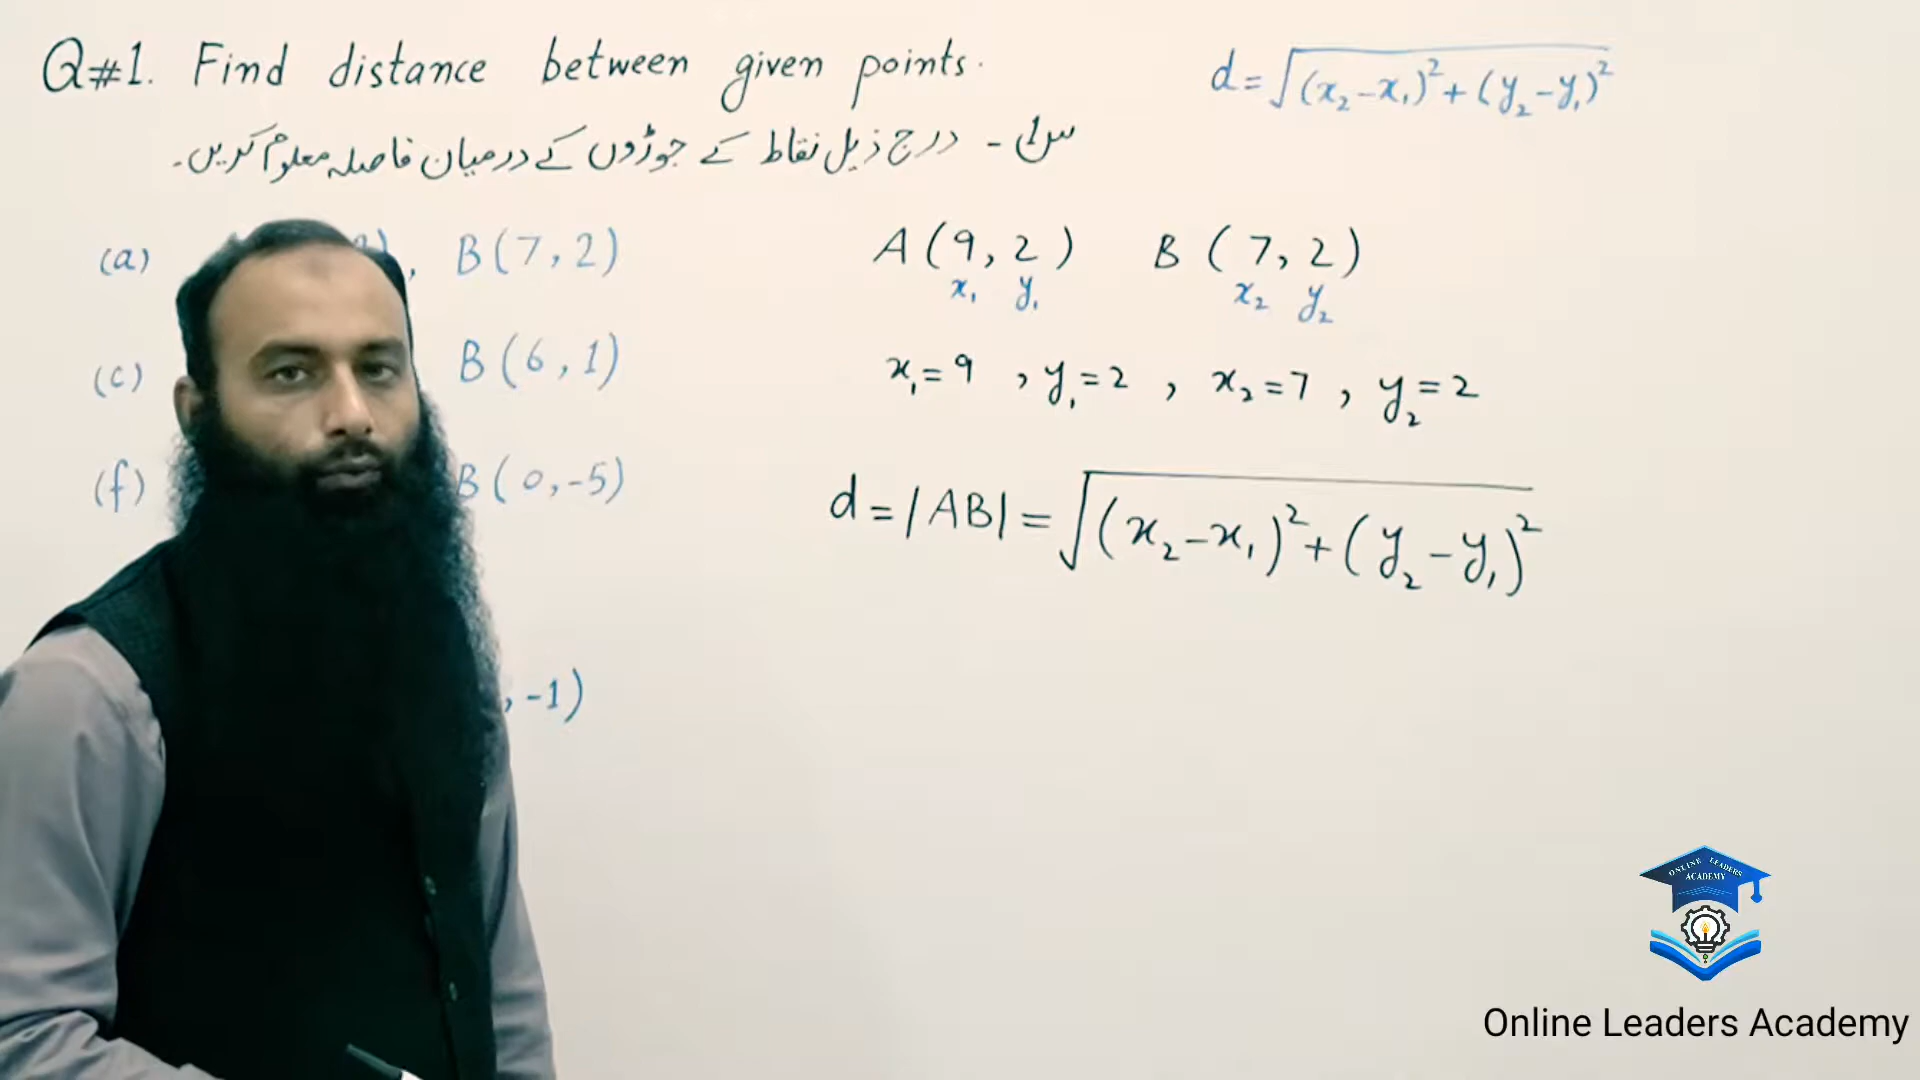 Q#1. Find distance between given points.
d=√(x₂-x₁)²+(y₂-y₁)²
درج ذیل نقاط کے جوڑوں کے درمیان فاصلہ معلوم کریں۔
(a) , B(7,2)
(c) B(6,1)
(f) B(0,-5)
, -1)
A(9,2) B(7,2)
x₁ y₁ x₂ y₂
x₁=9 , y₁=2 , x₂=7 , y₂=2
d=|AB|=√(x₂-x₁)²+(y₂-y₁)²
ONLINE LEADERS
ACADEMY
Online Leaders Academy